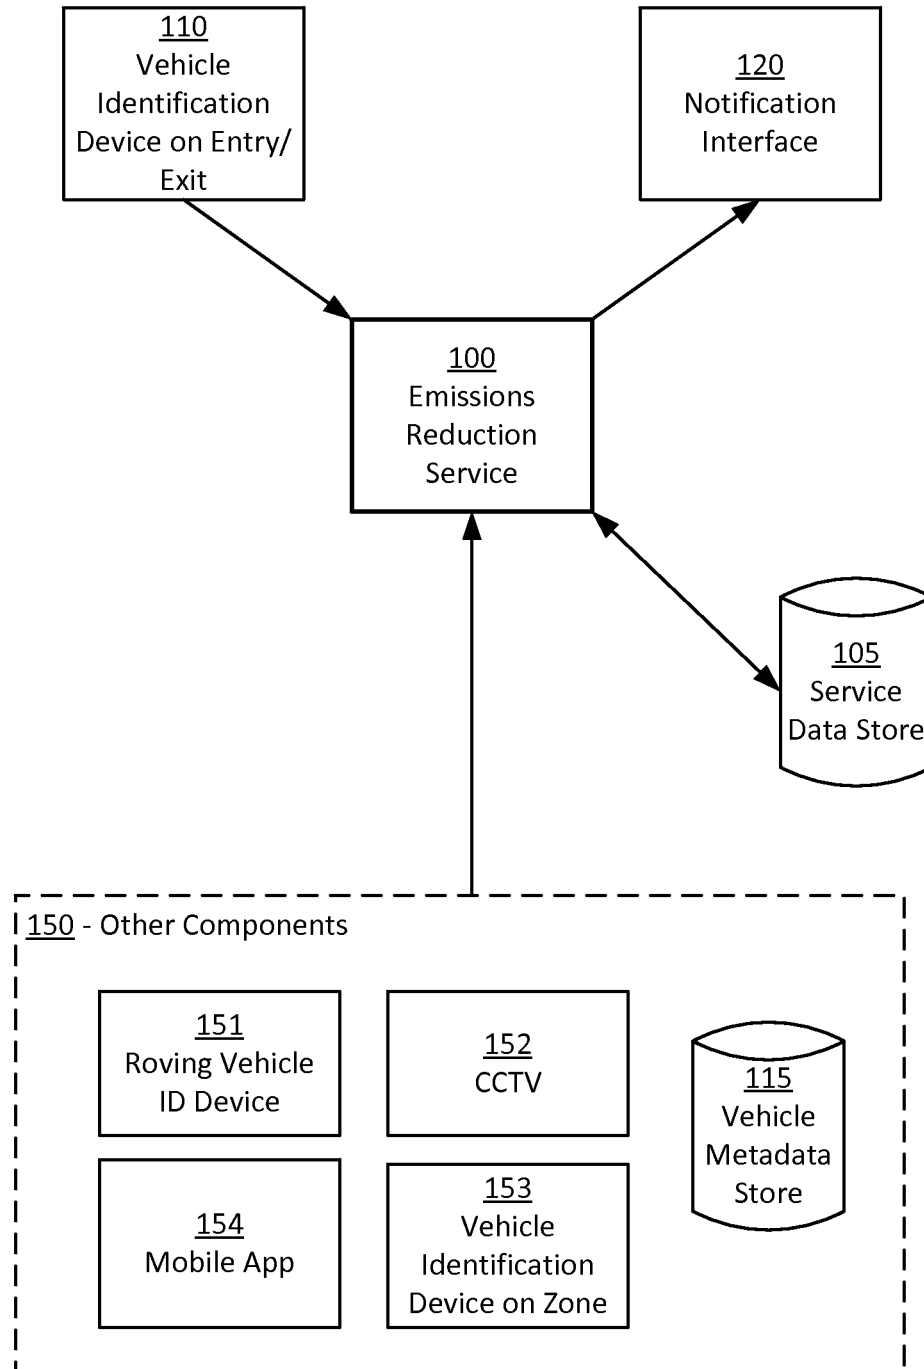 110
Vehicle
Identification
Device on Entry/
Exit
120
Notification
Interface
100
Emissions
Reduction
Service
105
Service
Data Store
150 - Other Components
151
Roving Vehicle
ID Device
152
CCTV
115
Vehicle
Metadata
Store
154
Mobile App
153
Vehicle
Identification
Device on Zone